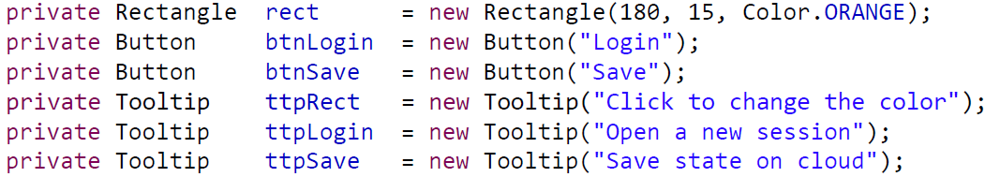 private Rectangle  rect      = new Rectangle(180, 15, Color.ORANGE);
private Button     btnLogin  = new Button("Login");
private Button     btnSave   = new Button("Save");
private Tooltip    ttpRect   = new Tooltip("Click to change the color");
private Tooltip    ttpLogin  = new Tooltip("Open a new session");
private Tooltip    ttpSave   = new Tooltip("Save state on cloud");